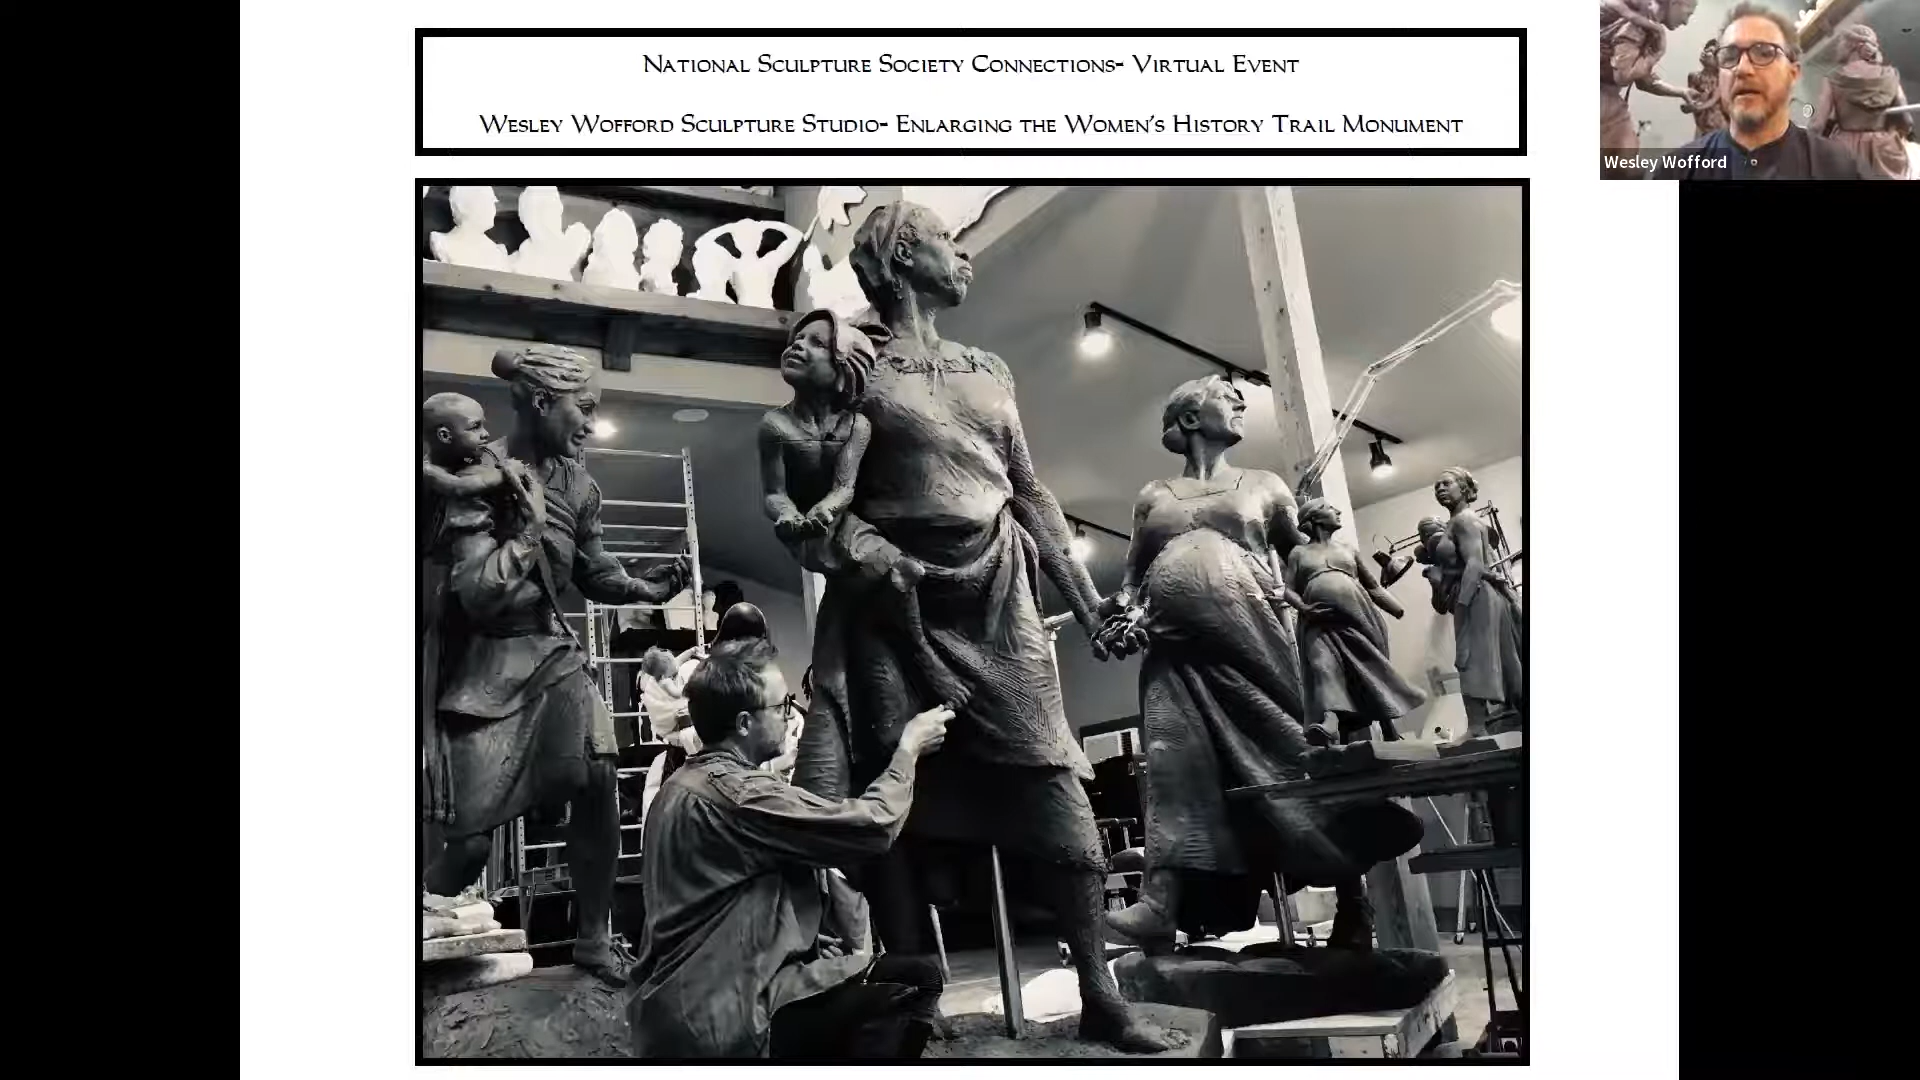 National Sculpture Society Connections- Virtual Event
Wesley Wofford Sculpture Studio- Enlarging the Women's History Trail Monument
Wesley Wofford